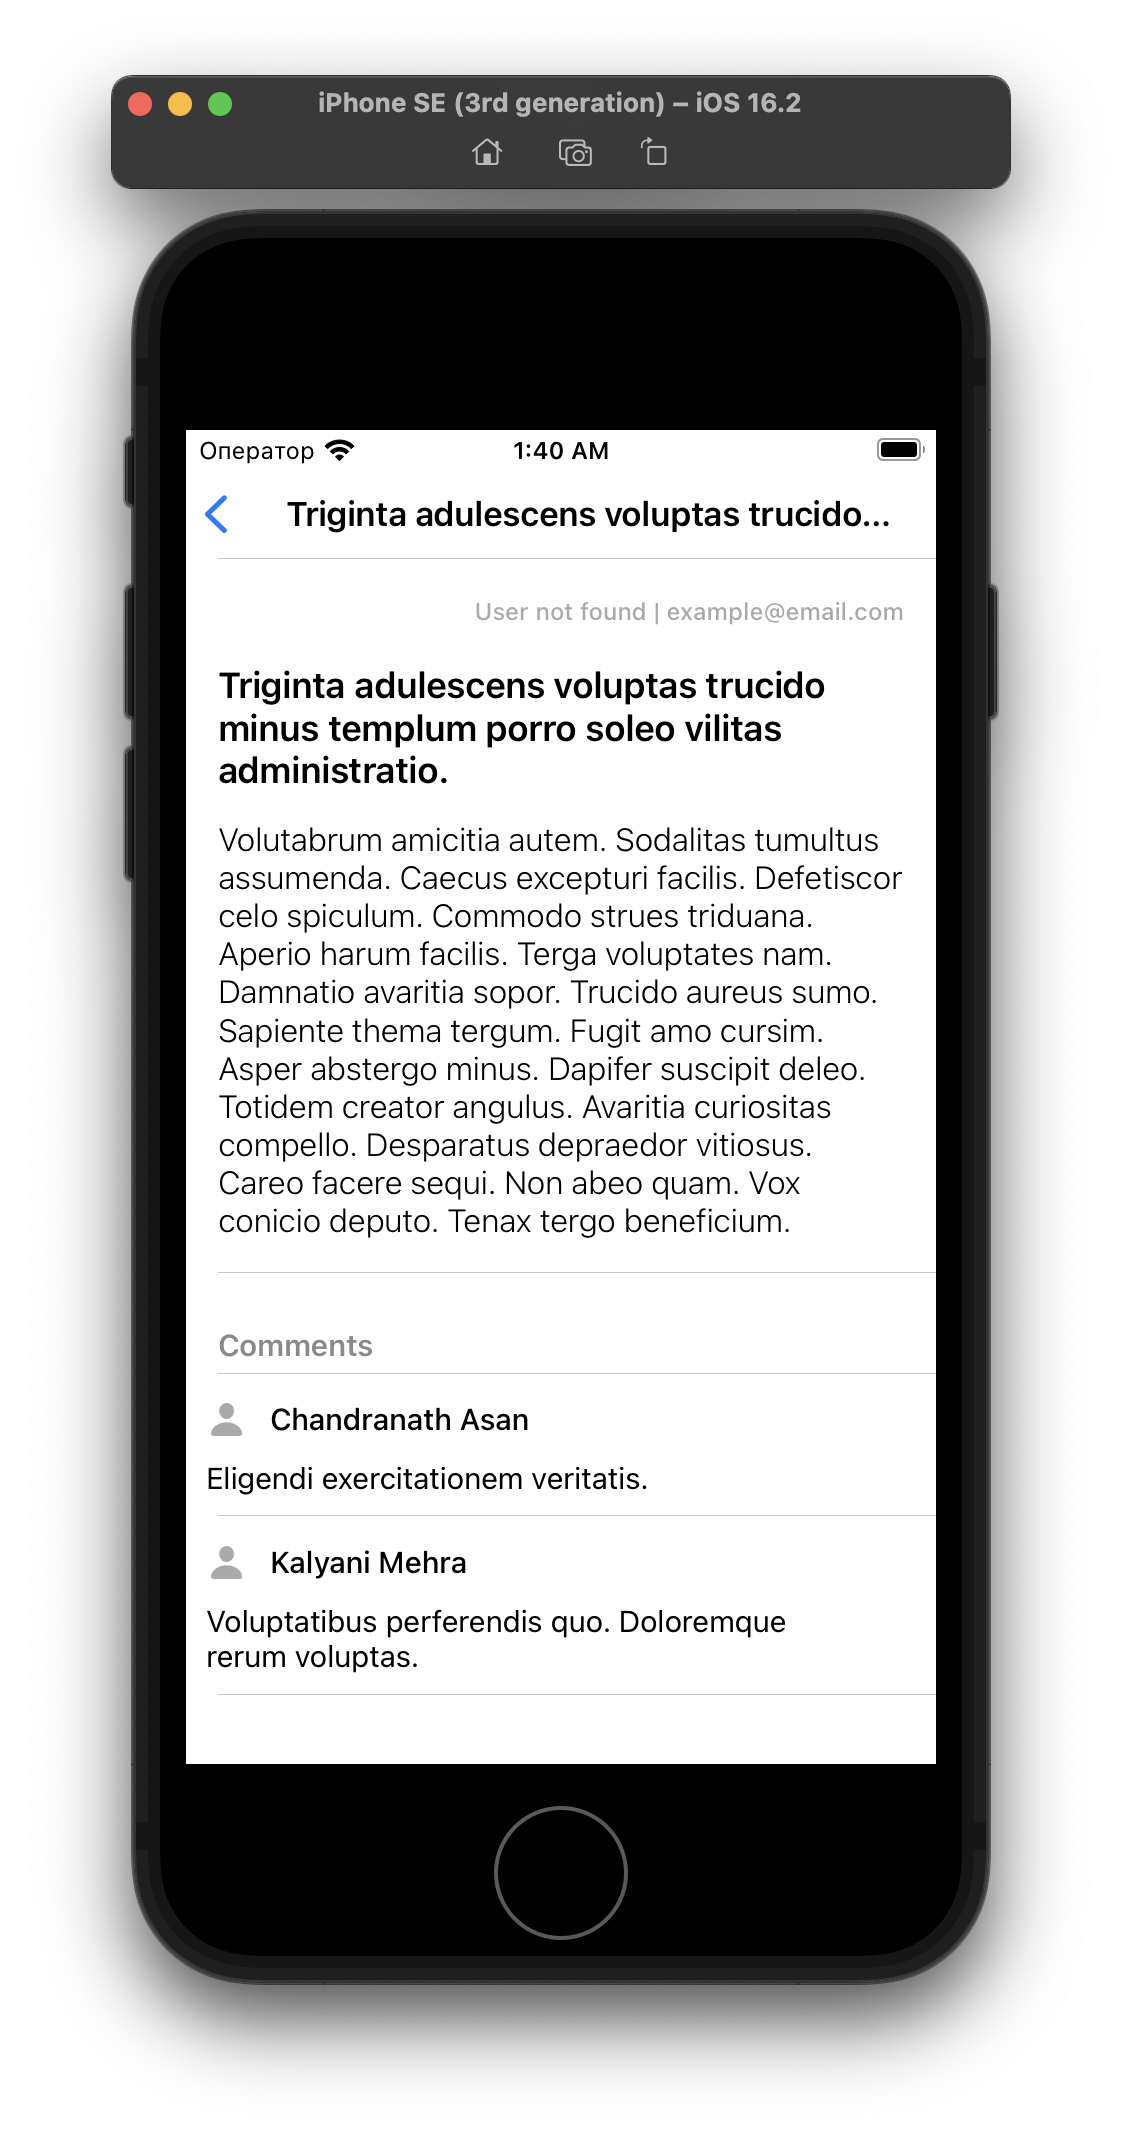 iPhone SE (3rd generation) – iOS 16.2
Оператор 1:40 AM
Triginta adulescens voluptas trucido...
User not found | example@email.com
Triginta adulescens voluptas trucido
minus templum porro soleo vilitas
administratio.
Volutabrum amicitia autem. Sodalitas tumultus
assumenda. Caecus excepturi facilis. Defetiscor
celo spiculum. Commodo strues triduana.
Aperio harum facilis. Terga voluptates nam.
Damnatio avaritia sopor. Trucido aureus sumo.
Sapiente thema tergum. Fugit amo cursim.
Asper abstergo minus. Dapifer suscipit deleo.
Totidem creator angulus. Avaritia curiositas
compello. Desparatus depraedor vitiosus.
Careo facere sequi. Non abeo quam. Vox
conicio deputo. Tenax tergo beneficium.
Comments
Chandranath Asan
Eligendi exercitationem veritatis.
Kalyani Mehra
Voluptatibus perferendis quo. Doloremque
rerum voluptas.